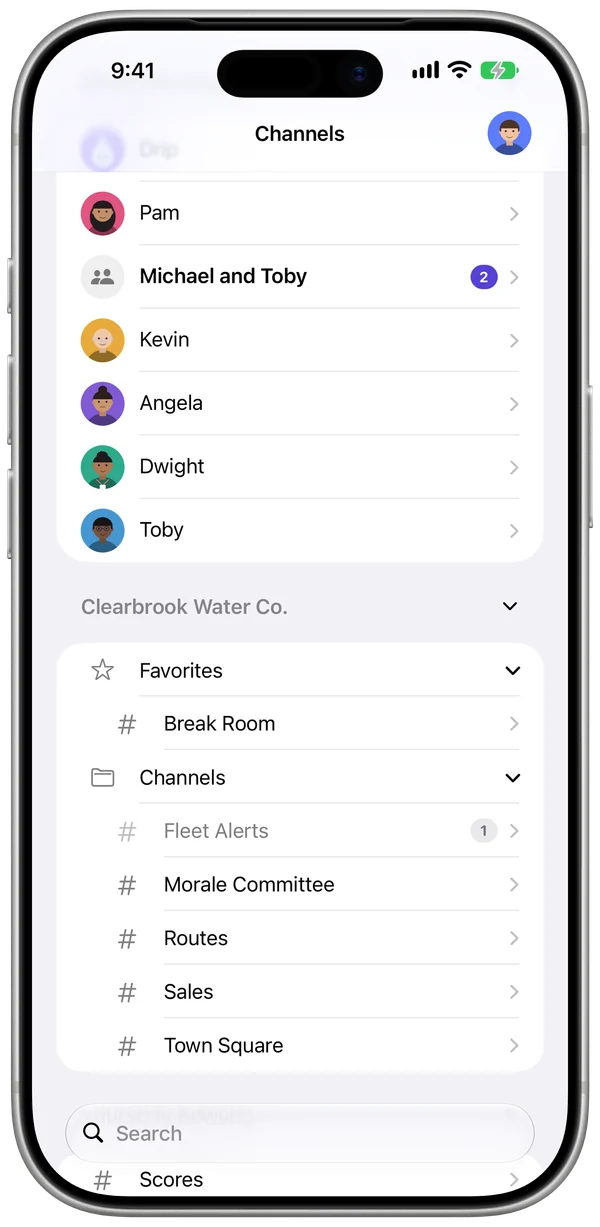 9:41
Channels
Drip
Pam
Michael and Toby
2
Kevin
Angela
Dwight
Toby
Clearbrook Water Co.
Favorites
# Break Room
Channels
# Fleet Alerts
1
# Morale Committee
# Routes
# Sales
# Town Square
Search
# Scores